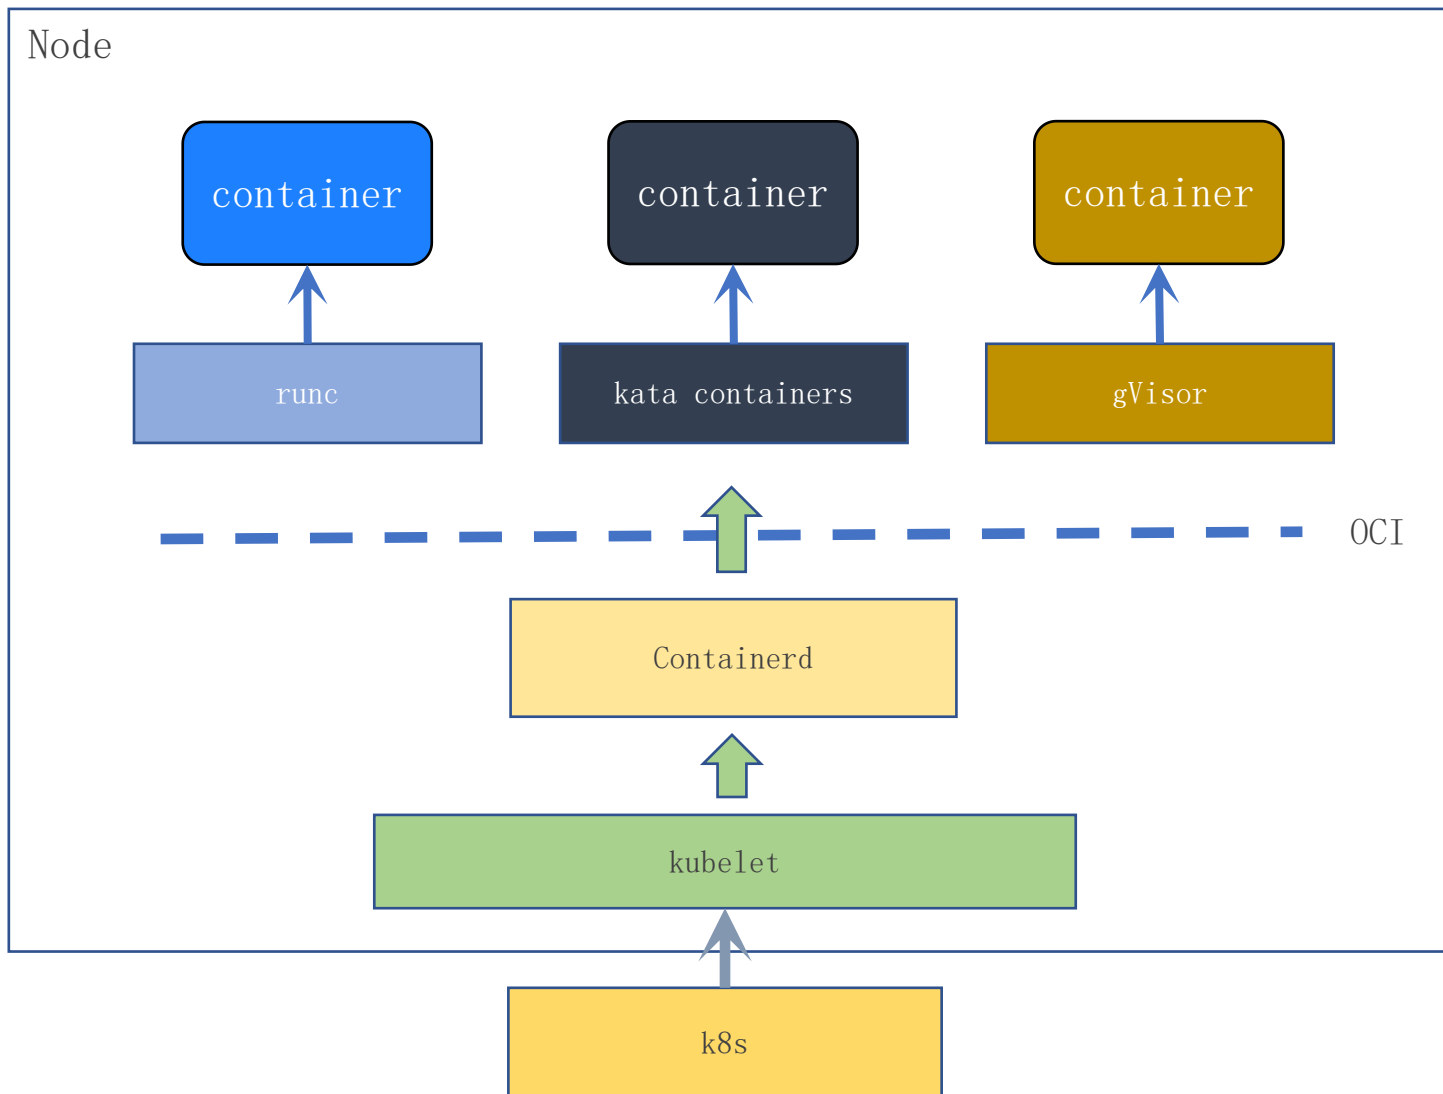 Node
container
container
container
runc
kata containers
gVisor
OCI
Containerd
kubelet
k8s